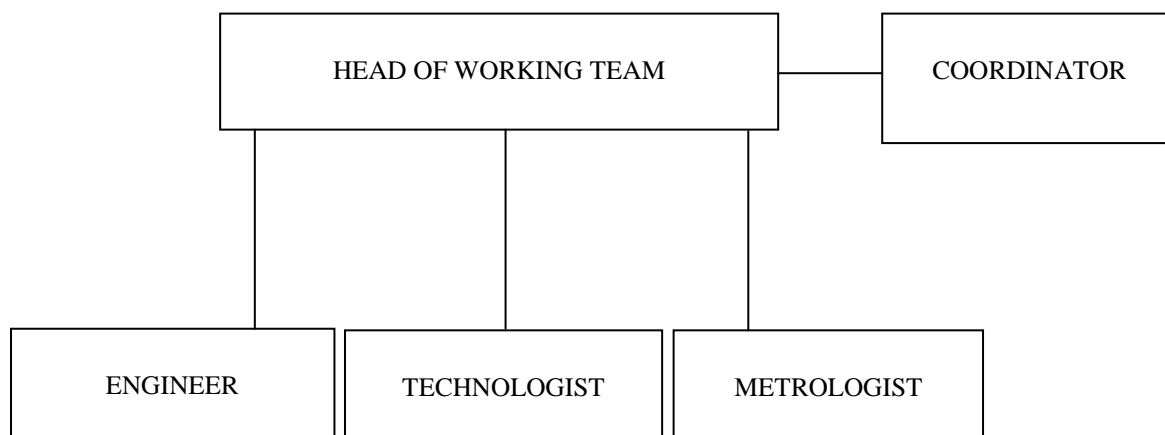 HEAD OF WORKING TEAM
COORDINATOR
ENGINEER
TECHNOLOGIST
METROLOGIST